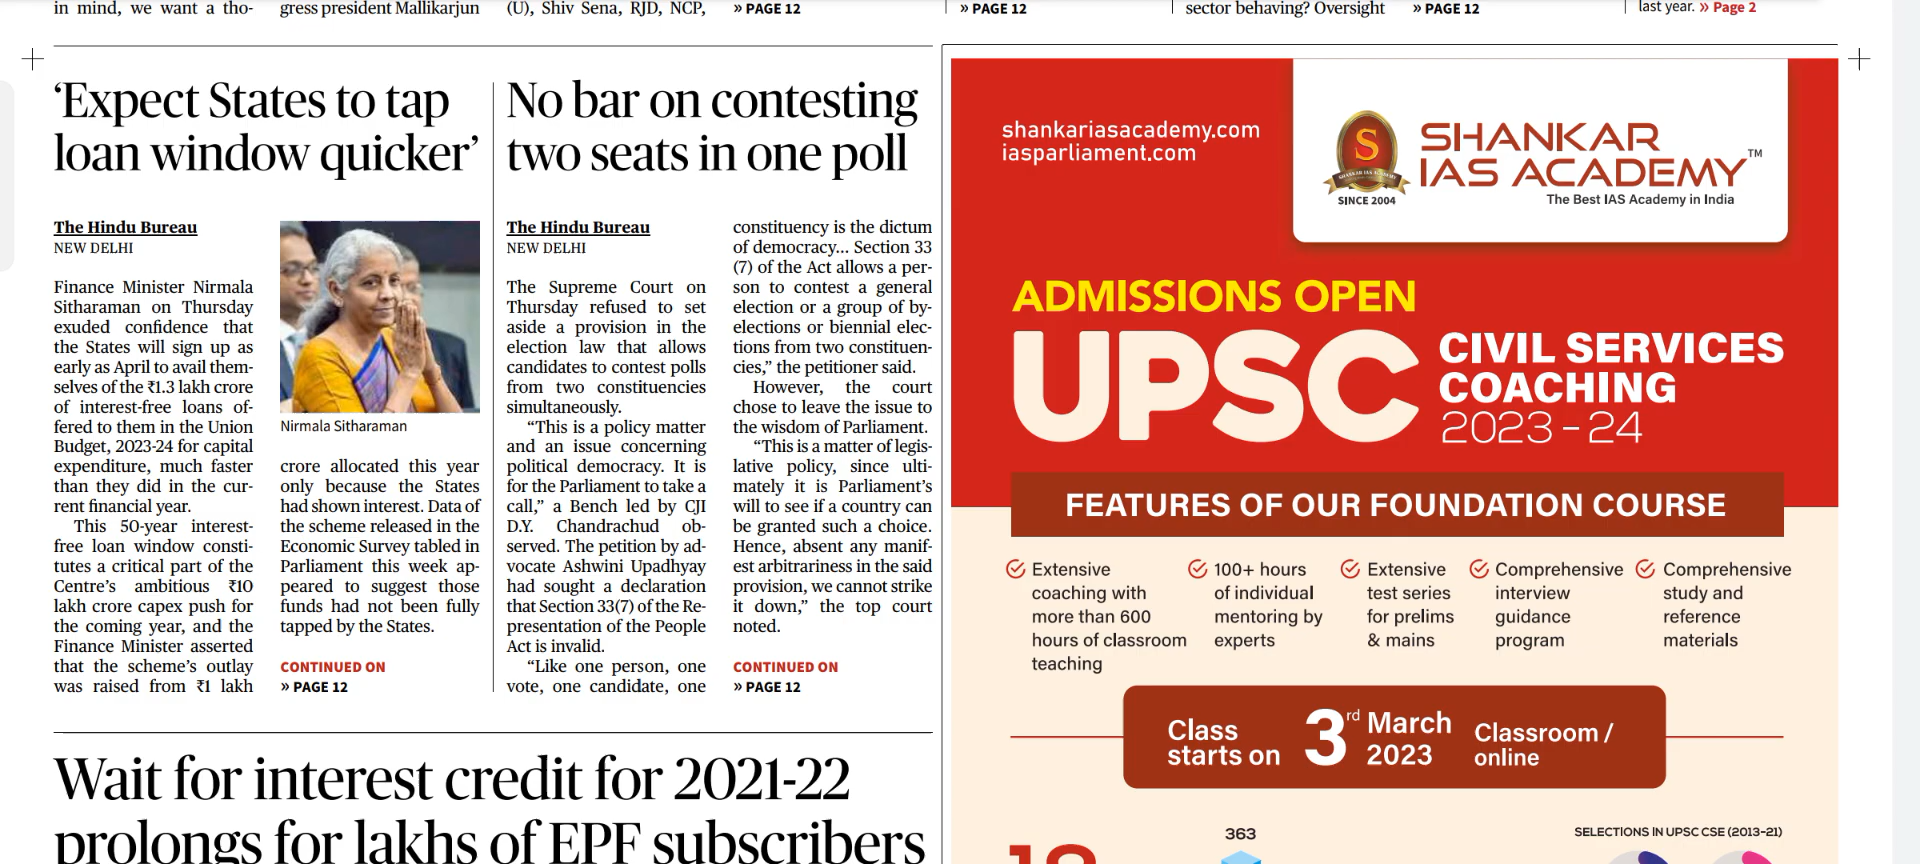 in mind, we want a tho-
gress president Mallikarjun
(U), Shiv Sena, RJD, NCP,
» PAGE 12
» PAGE 12
sector behaving? Oversight
» PAGE 12
last year. » Page 2
‘Expect States to tap
loan window quicker’
The Hindu Bureau
NEW DELHI
Finance Minister Nirmala
Sitharaman on Thursday
exuded confidence that
the States will sign up as
early as April to avail them-
selves of the ₹1.3 lakh crore
of interest-free loans of-
fered to them in the Union
Budget, 2023-24 for capital
expenditure, much faster
than they did in the cur-
rent financial year.
This 50-year interest-
free loan window consti-
tutes a critical part of the
Centre’s ambitious ₹10
lakh crore capex push for
the coming year, and the
Finance Minister asserted
that the scheme’s outlay
was raised from ₹1 lakh
Nirmala Sitharaman
crore allocated this year
only because the States
had shown interest. Data of
the scheme released in the
Economic Survey tabled in
Parliament this week ap-
peared to suggest those
funds had not been fully
tapped by the States.
CONTINUED ON
» PAGE 12
No bar on contesting
two seats in one poll
The Hindu Bureau
NEW DELHI
The Supreme Court on
Thursday refused to set
aside a provision in the
election law that allows
candidates to contest polls
from two constituencies
simultaneously.
“This is a policy matter
and an issue concerning
political democracy. It is
for the Parliament to take a
call,” a Bench led by CJI
D.Y. Chandrachud ob-
served. The petition by ad-
vocate Ashwini Upadhyay
had sought a declaration
that Section 33(7) of the Re-
presentation of the People
Act is invalid.
“Like one person, one
vote, one candidate, one
constituency is the dictum
of democracy... Section 33
(7) of the Act allows a per-
son to contest a general
election or a group of by-
elections or biennial elec-
tions from two constituen-
cies,” the petitioner said.
However, the court
chose to leave the issue to
the wisdom of Parliament.
“This is a matter of legis-
lative policy, since ulti-
mately it is Parliament’s
will to see if a country can
be granted such a choice.
Hence, absent any manif-
est arbitrariness in the said
provision, we cannot strike
it down,” the top court
noted.
CONTINUED ON
» PAGE 12
Wait for interest credit for 2021-22
prolongs for lakhs of EPF subscribers
shankariasacademy.com
iasparliament.com
S
SHANKAR IAS ACADEMY
SINCE 2004
SHANKAR
IAS ACADEMY™
The Best IAS Academy in India
ADMISSIONS OPEN
UPSC
CIVIL SERVICES
COACHING
2023-24
FEATURES OF OUR FOUNDATION COURSE
Extensive
coaching with
more than 600
hours of classroom
teaching
100+ hours
of individual
mentoring by
experts
Extensive
test series
for prelims
& mains
Comprehensive
interview
guidance
program
Comprehensive
study and
reference
materials
Class
starts on
3rd March
2023
Classroom /
online
363
SELECTIONS IN UPSC CSE (2013-21)